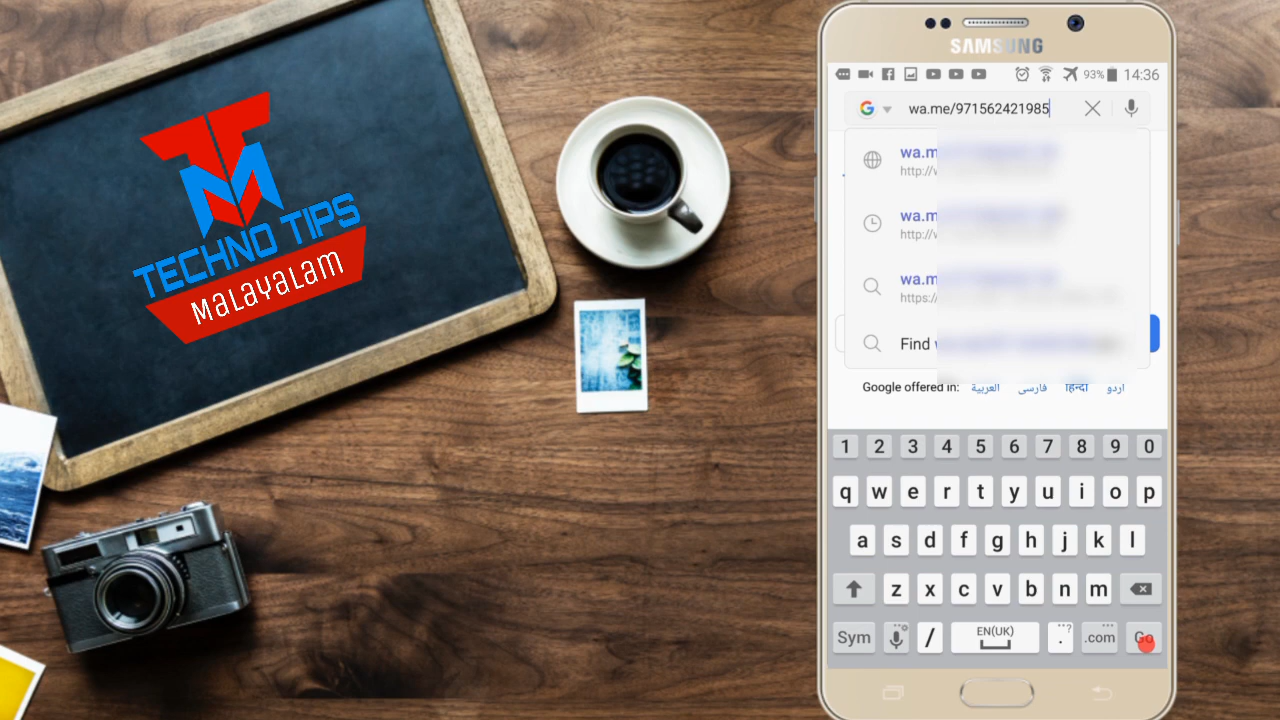 TM
TECHNO TIPS
Malayalam
SAMSUNG
93% 14:36
wa.me/971562421985
wa.m
http://
wa.m
http://
wa.m
https:/
Find
Google offered in: العربية فارسی हिन्दी اردو
1 2 3 4 5 6 7 8 9 0
q w e r t y u i o p
a s d f g h j k l
z x c v b n m
Sym / EN(UK) . ? .com Go